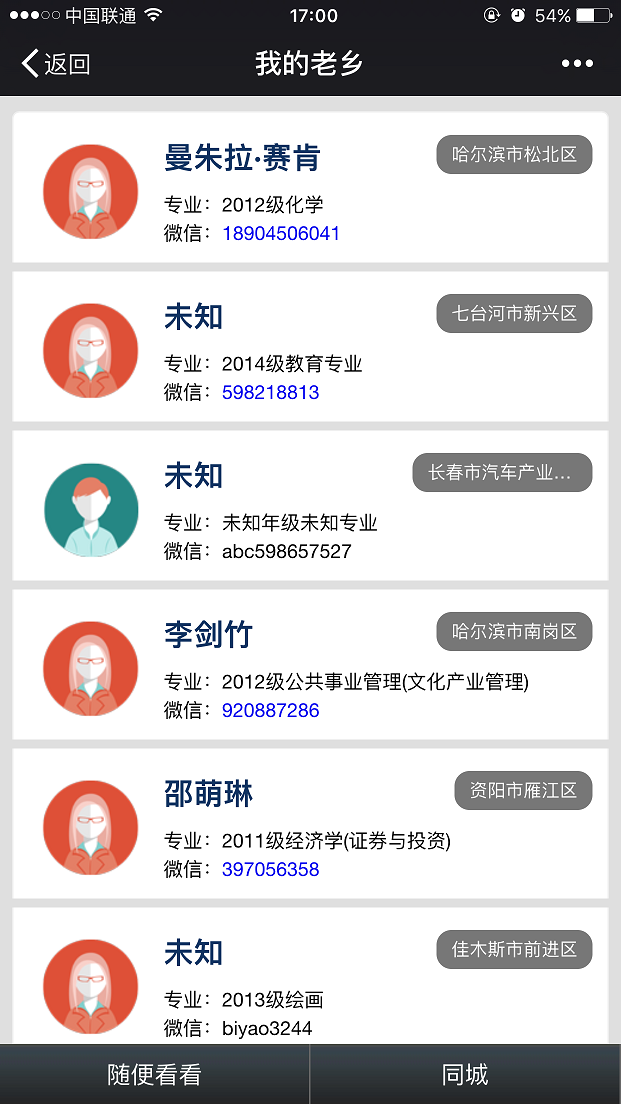 中国联通 17:00 54%
返回 我的老乡
曼朱拉·赛肯 哈尔滨市松北区
专业：2012级化学
微信：18904506041
未知 七台河市新兴区
专业：2014级教育专业
微信：598218813
未知 长春市汽车产业...
专业：未知年级未知专业
微信：abc598657527
李剑竹 哈尔滨市南岗区
专业：2012级公共事业管理(文化产业管理)
微信：920887286
邵萌琳 资阳市雁江区
专业：2011级经济学(证券与投资)
微信：397056358
未知 佳木斯市前进区
专业：2013级绘画
微信：biyao3244
随便看看 同城